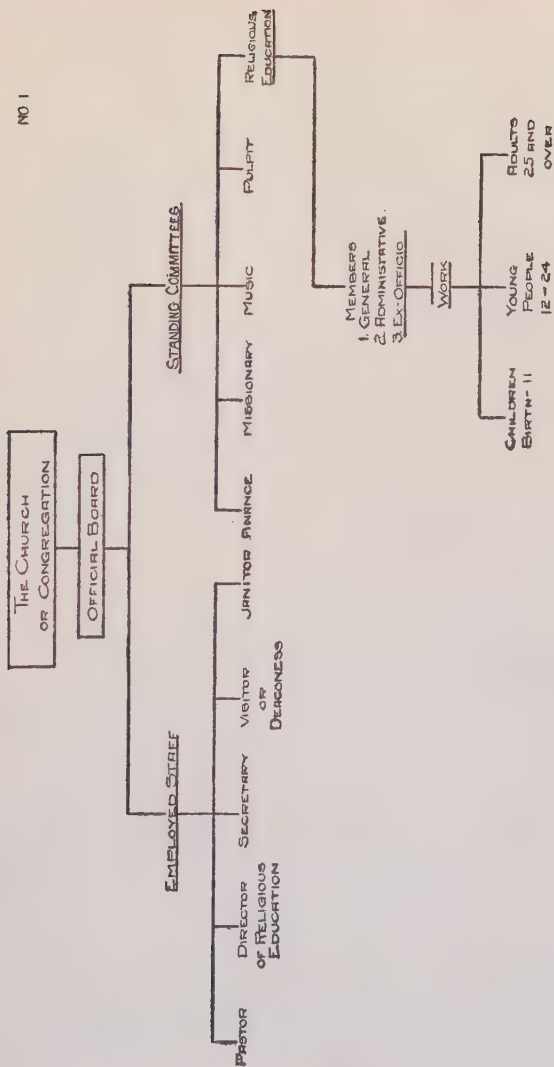 NO 1
THE CHURCH
OR CONGREGATION
OFFICIAL BOARD
EMPLOYED STAFF
STANDING COMMITTEES
PASTOR
DIRECTOR
OF RELIGIOUS
EDUCATION
SECRETARY
VISITOR
OR
DEACONESS
JANITOR
FINANCE
MISSIONARY
MUSIC
PULPIT
RELIGIOUS
EDUCATION
MEMBERS
1. GENERAL
2. ADMINISTRATIVE.
3. EX-OFFICIO
WORK
CHILDREN
BIRTH-11
YOUNG
PEOPLE
12-24
ADULTS
25 AND
OVER